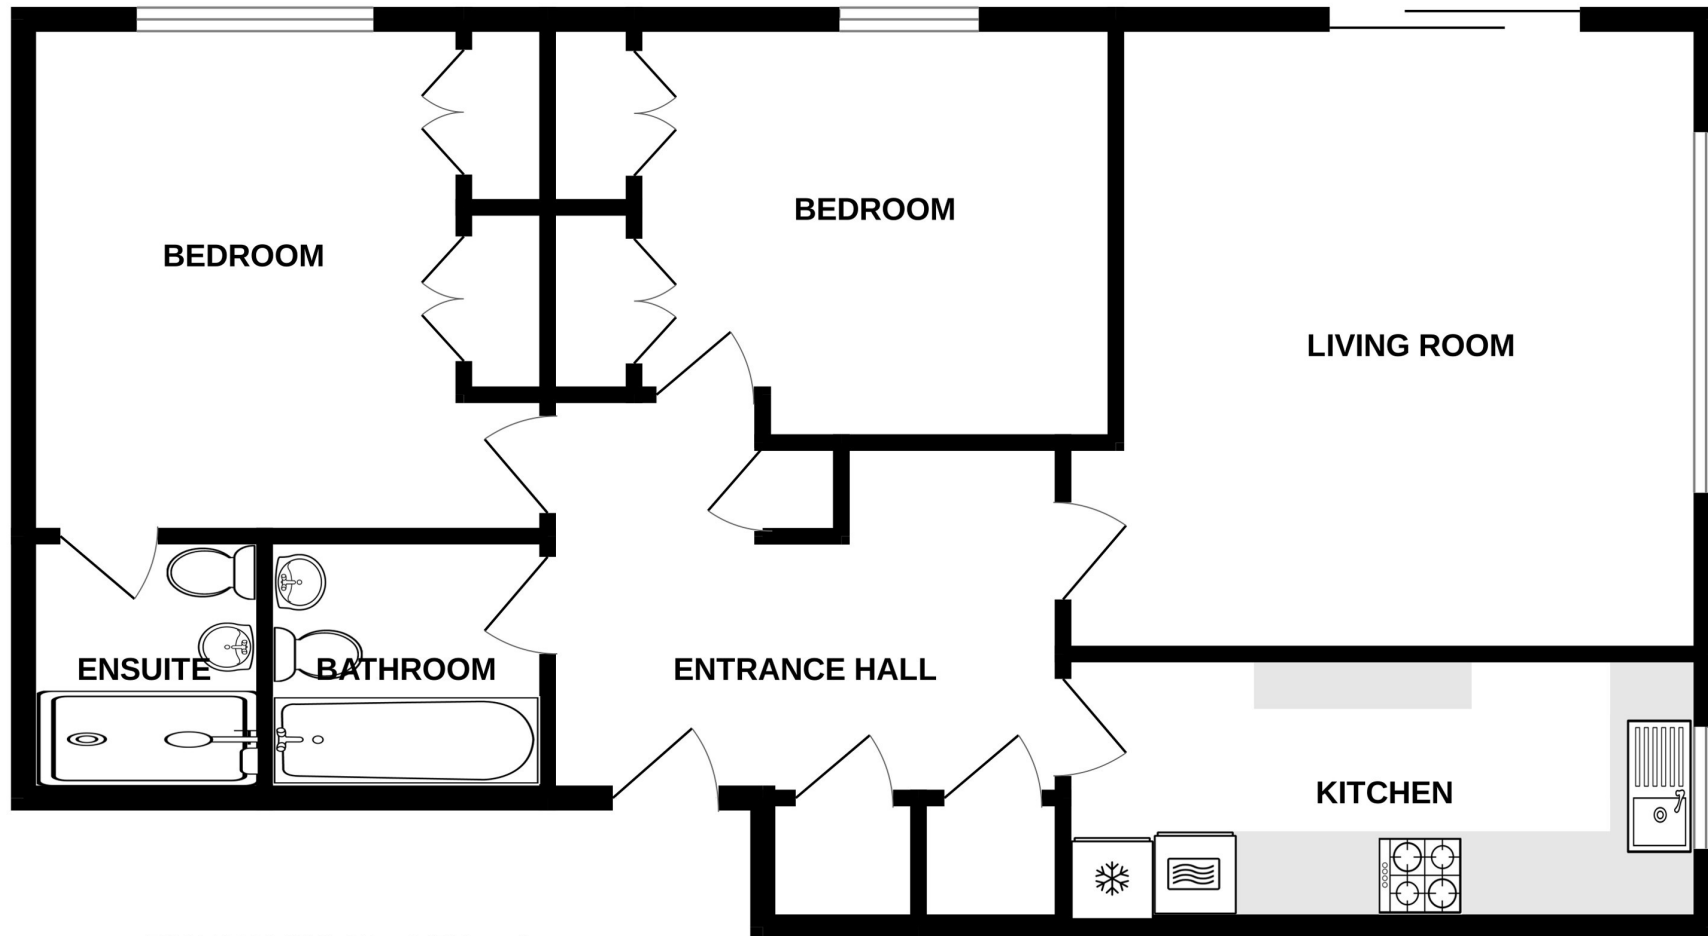 BEDROOM
BEDROOM
LIVING ROOM
ENSUITE
BATHROOM
ENTRANCE HALL
KITCHEN